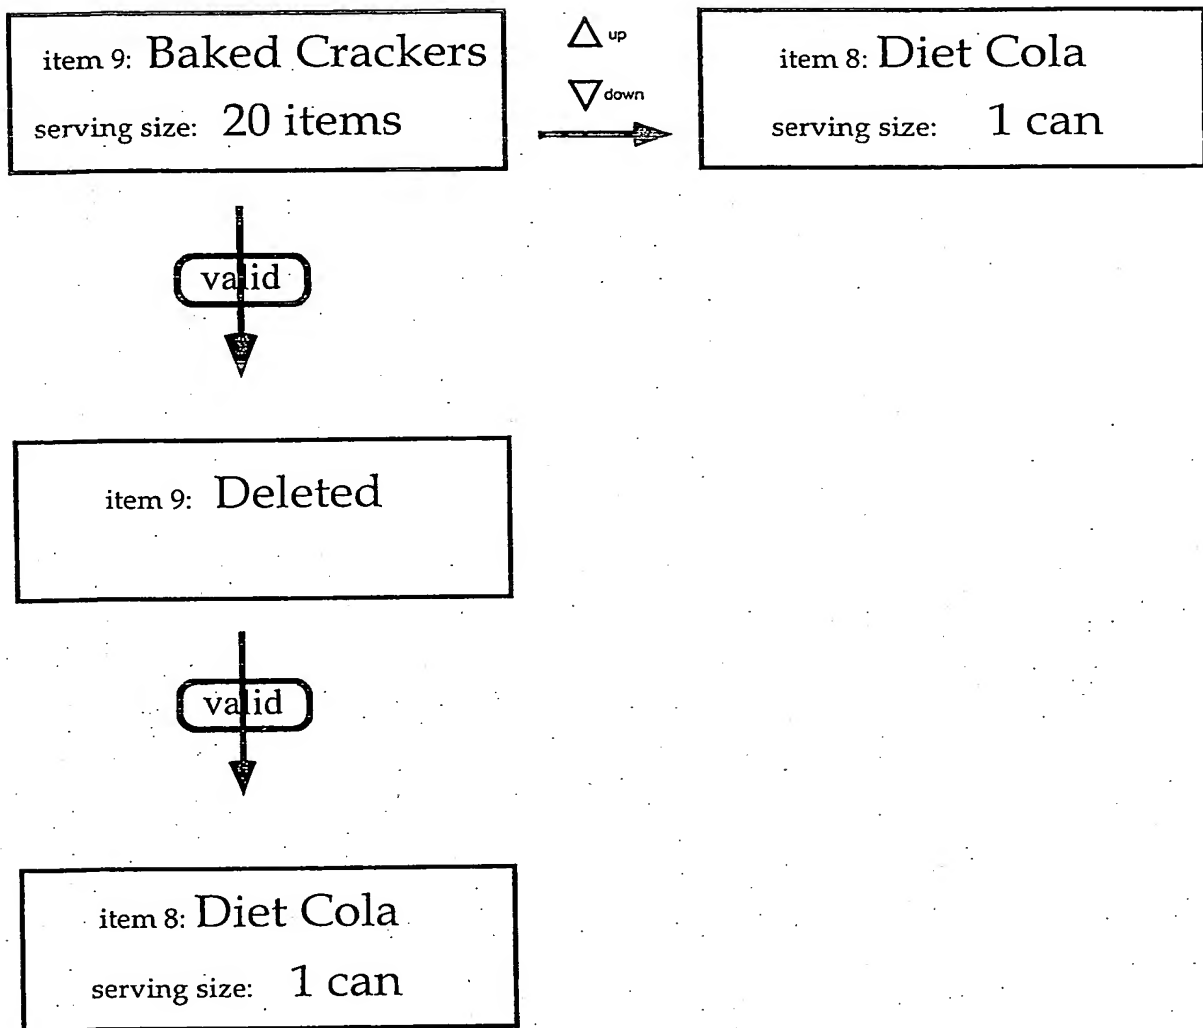 item 9: Baked Crackers
serving size: 20 items
up
down
item 8: Diet Cola
serving size: 1 can
valid
item 9: Deleted
valid
item 8: Diet Cola
serving size: 1 can